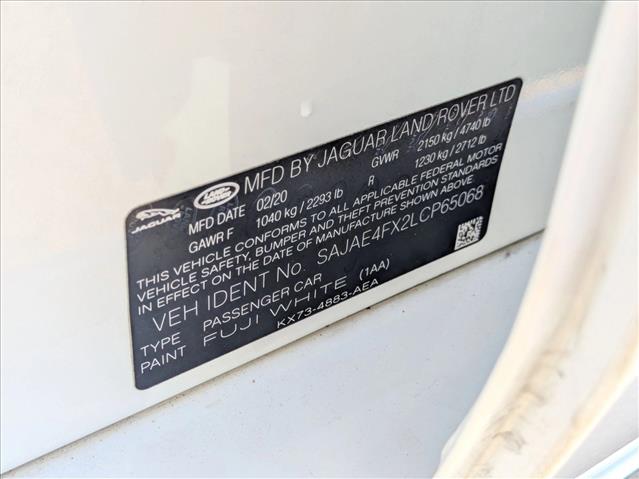 JAGUAR
LAND ROVER
MFD BY JAGUAR LAND ROVER LTD
MFD DATE 02/20 GVWR 2150 kg / 4740 lb
GAWR F 1040 kg / 2293 lb R 1230 kg / 2712 lb
THIS VEHICLE CONFORMS TO ALL APPLICABLE FEDERAL MOTOR
VEHICLE SAFETY, BUMPER AND THEFT PREVENTION STANDARDS
IN EFFECT ON THE DATE OF MANUFACTURE SHOWN ABOVE.
VEH IDENT NO. SAJAE4FX2LCP65068
TYPE PASSENGER CAR
PAINT FUJI WHITE (1AA)
KX73-4883-AEA